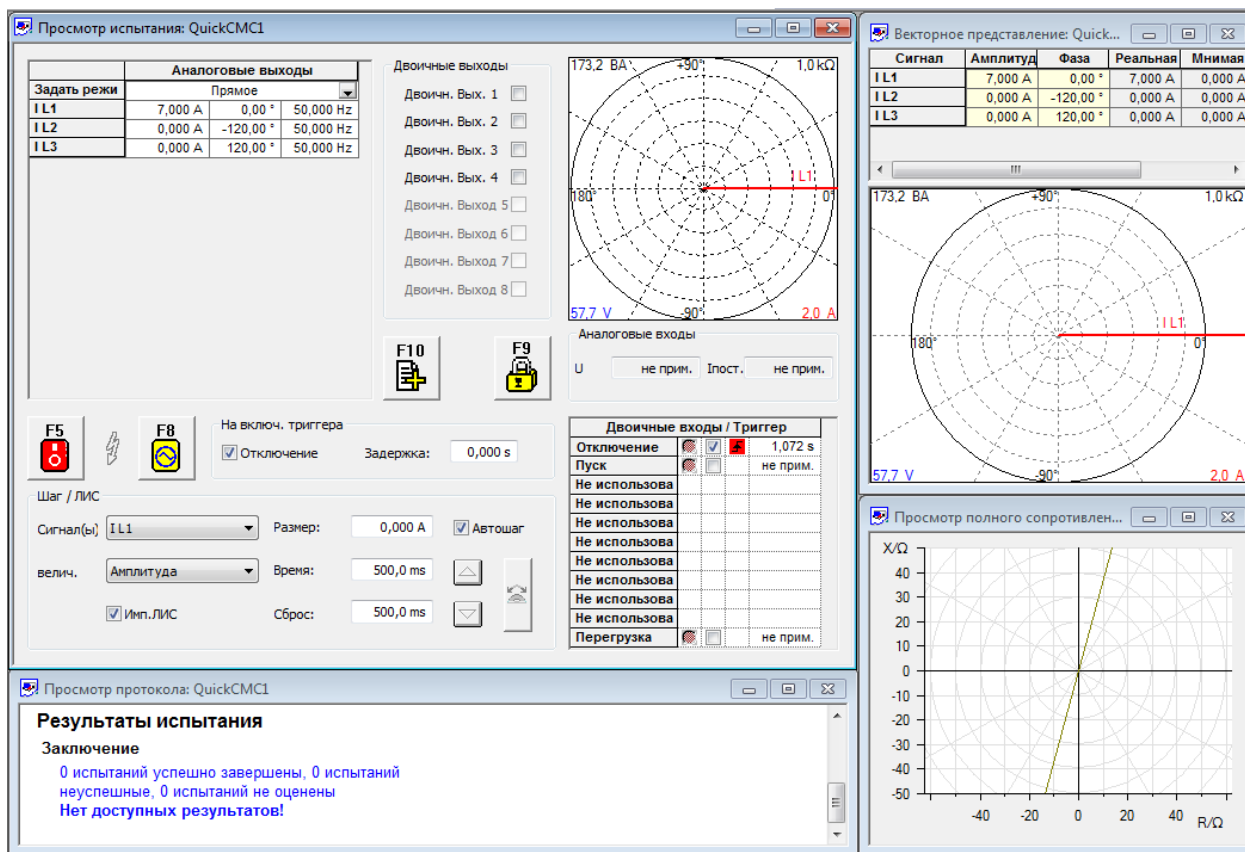 Просмотр испытания: QuickCMC1
Аналоговые выходы
Задать режи Прямое
I L1 7,000 A 0,00 ° 50,000 Hz
I L2 0,000 A -120,00 ° 50,000 Hz
I L3 0,000 A 120,00 ° 50,000 Hz
Двоичные выходы
Двоичн. Вых. 1
Двоичн. Вых. 2
Двоичн. Вых. 3
Двоичн. Вых. 4
Двоичн. Выход 5
Двоичн. Выход 6
Двоичн. Выход 7
Двоичн. Выход 8
173,2 BA +90° 1,0 kΩ
I L1
180° 0°
57,7 V -90° 2,0 A
F10 F9
Аналоговые входы
U не прим. Iпост. не прим.
F5 F8
На включ. триггера
Отключение Задержка: 0,000 s
Шаг / ЛИС
Сигнал(ы) I L1 Размер: 0,000 A Автошаг
велич. Амплитуда Время: 500,0 ms
Имп.ЛИС Сброс: 500,0 ms
Двоичные входы / Триггер
Отключение 1,072 s
Пуск не прим.
Не использова
Не использова
Не использова
Не использова
Не использова
Не использова
Не использова
Не использова
Перегрузка не прим.
Просмотр протокола: QuickCMC1
Результаты испытания
Заключение
0 испытаний успешно завершены, 0 испытаний
неуспешные, 0 испытаний не оценены
Нет доступных результатов!
Векторное представление: Quick...
Сигнал Амплитуд Фаза Реальная Мнимая
I L1 7,000 A 0,00 ° 7,000 A 0,000 A
I L2 0,000 A -120,00 ° 0,000 A 0,000 A
I L3 0,000 A 120,00 ° 0,000 A 0,000 A
173,2 BA +90° 1,0 kΩ
I L1
180° 0°
57,7 V -90° 2,0 A
Просмотр полного сопротивлен...
X/Ω
40
30
20
10
0
-10
-20
-30
-40
-50
-40 -20 0 20 40 R/Ω